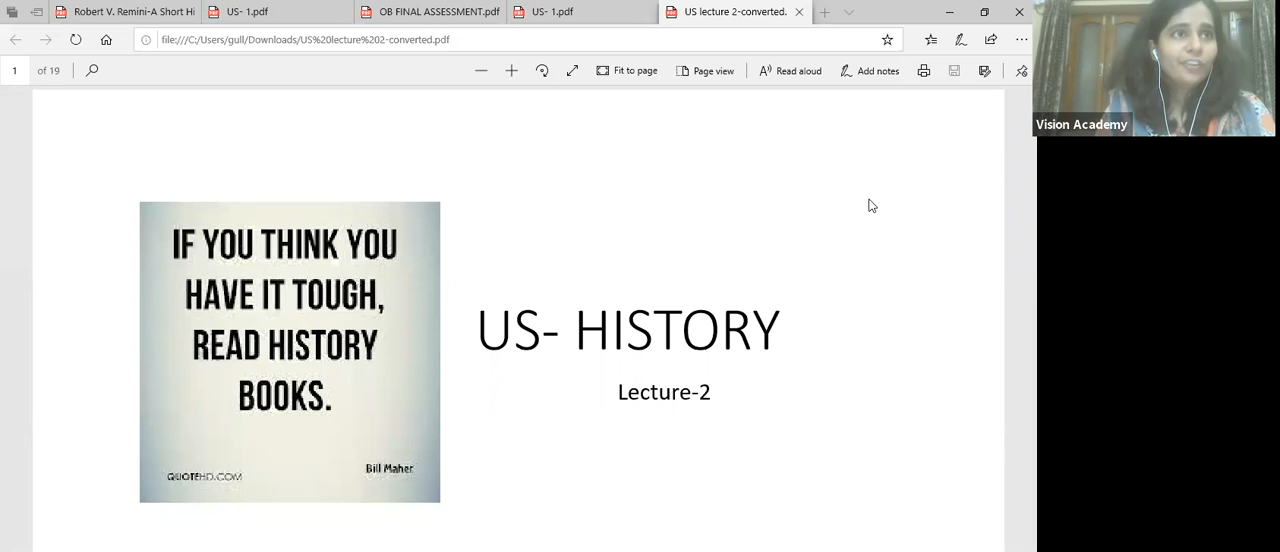 Robert V. Remini-A Short Hi
US- 1.pdf
OB FINAL ASSESSMENT.pdf
US- 1.pdf
US lecture 2-converted.
file:///C:/Users/gull/Downloads/US%20lecture%202-converted.pdf
1 of 19
Fit to page
Page view
Read aloud
Add notes
Vision Academy
IF YOU THINK YOU
HAVE IT TOUGH,
READ HISTORY
BOOKS.
Bill Maher
QUOTEHD.COM
US- HISTORY
Lecture-2